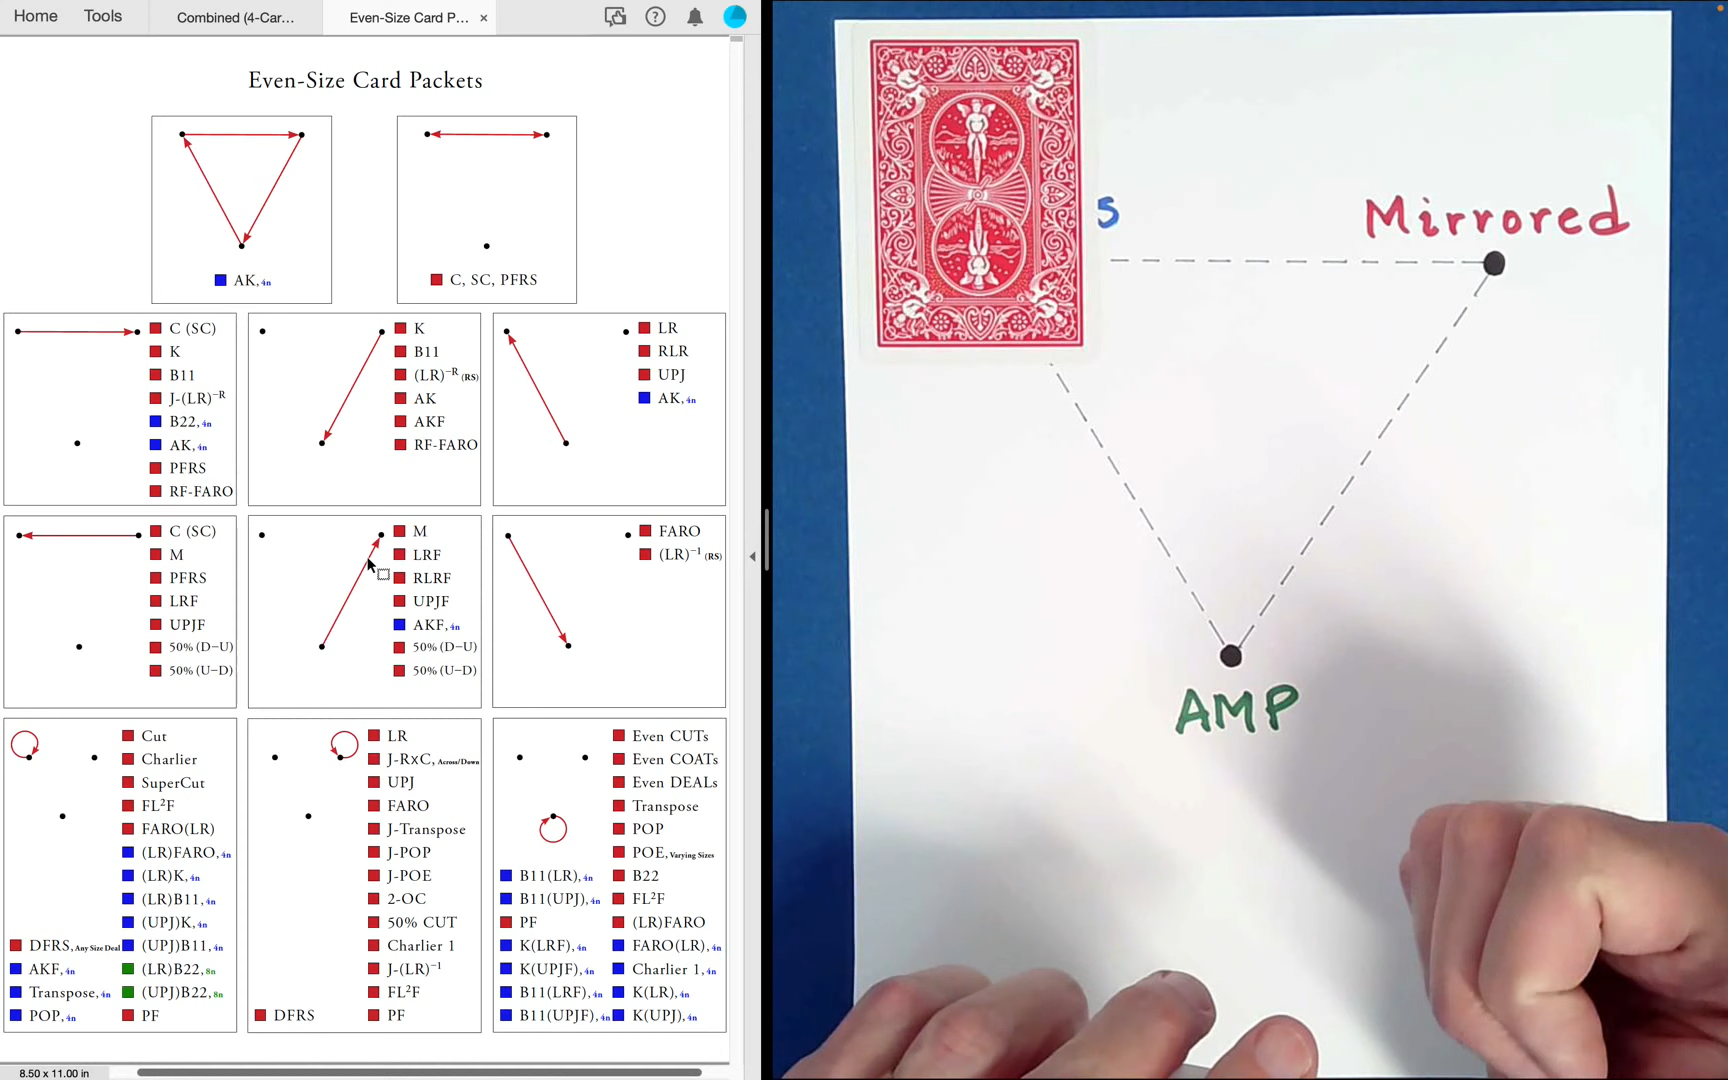 Home
Tools
Combined (4-Car...
Even-Size Card P... ×
?
Even-Size Card Packets
AK, 4n
C, SC, PFRS
C (SC)
K
B11
J-(LR)⁻ᴿ
B22, 4n
AK, 4n
PFRS
RF-FARO
K
B11
(LR)⁻ᴿ (RS)
AK
AKF
RF-FARO
LR
RLR
UPJ
AK, 4n
C (SC)
M
PFRS
LRF
UPJF
50% (D–U)
50% (U–D)
M
LRF
RLRF
UPJF
AKF, 4n
50% (D–U)
50% (U–D)
FARO
(LR)⁻¹ (RS)
Cut
Charlier
SuperCut
FL²F
FARO(LR)
(LR)FARO, 4n
(LR)K, 4n
(LR)B11, 4n
(UPJ)K, 4n
DFRS, Any Size Deal
(UPJ)B11, 4n
AKF, 4n
(LR)B22, 8n
Transpose, 4n
(UPJ)B22, 8n
POP, 4n
PF
LR
J-RxC, Across/Down
UPJ
FARO
J-Transpose
J-POP
J-POE
2-OC
50% CUT
Charlier 1
J-(LR)⁻¹
FL²F
DFRS
PF
Even CUTs
Even COATs
Even DEALs
Transpose
POP
POE, Varying Sizes
B11(LR), 4n
B22
B11(UPJ), 4n
FL²F
PF
(LR)FARO
K(LRF), 4n
FARO(LR), 4n
K(UPJF), 4n
Charlier 1, 4n
B11(LRF), 4n
K(LR), 4n
B11(UPJF), 4n
K(UPJ), 4n
8.50 x 11.00 in
s
Mirrored
AMP